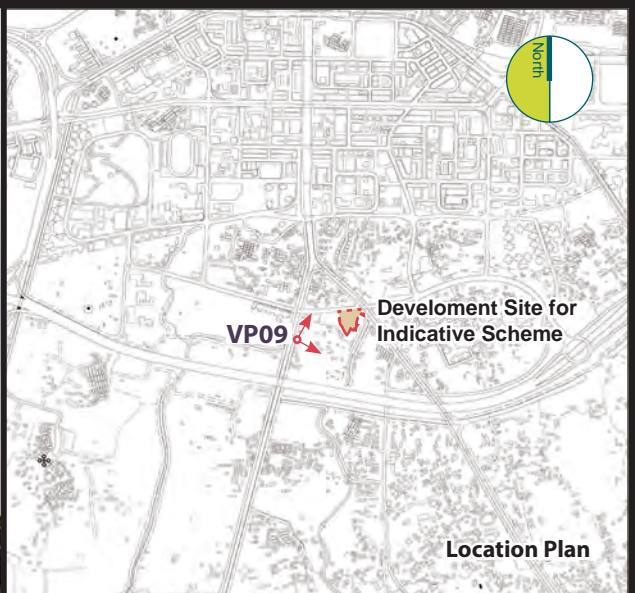 North
Develoment Site for
Indicative Scheme
VP09
Location Plan